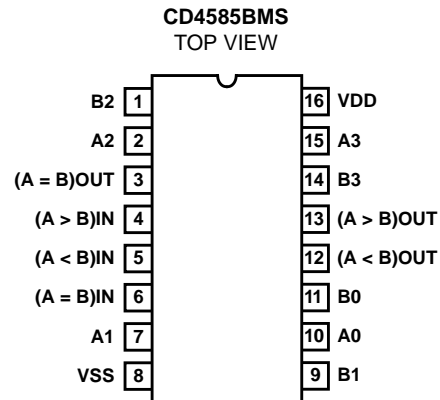 CD4585BMS
TOP VIEW
B2 1 16 VDD
A2 2 15 A3
(A = B)OUT 3 14 B3
(A > B)IN 4 13 (A > B)OUT
(A < B)IN 5 12 (A < B)OUT
(A = B)IN 6 11 B0
A1 7 10 A0
VSS 8 9 B1